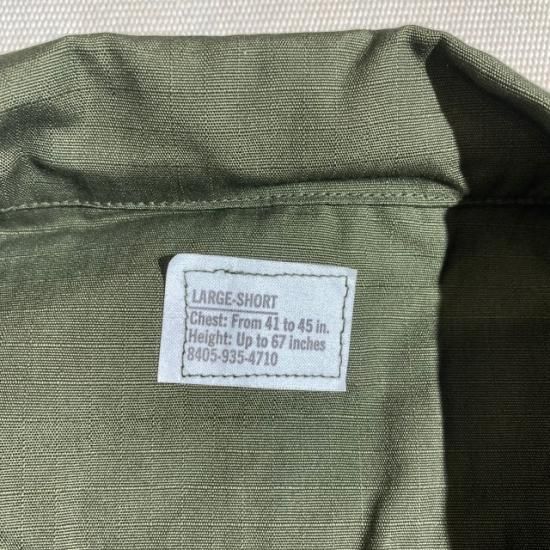 LARGE-SHORT
Chest: From 41 to 45 in.
Height: Up to 67 inches
8405-935-4710